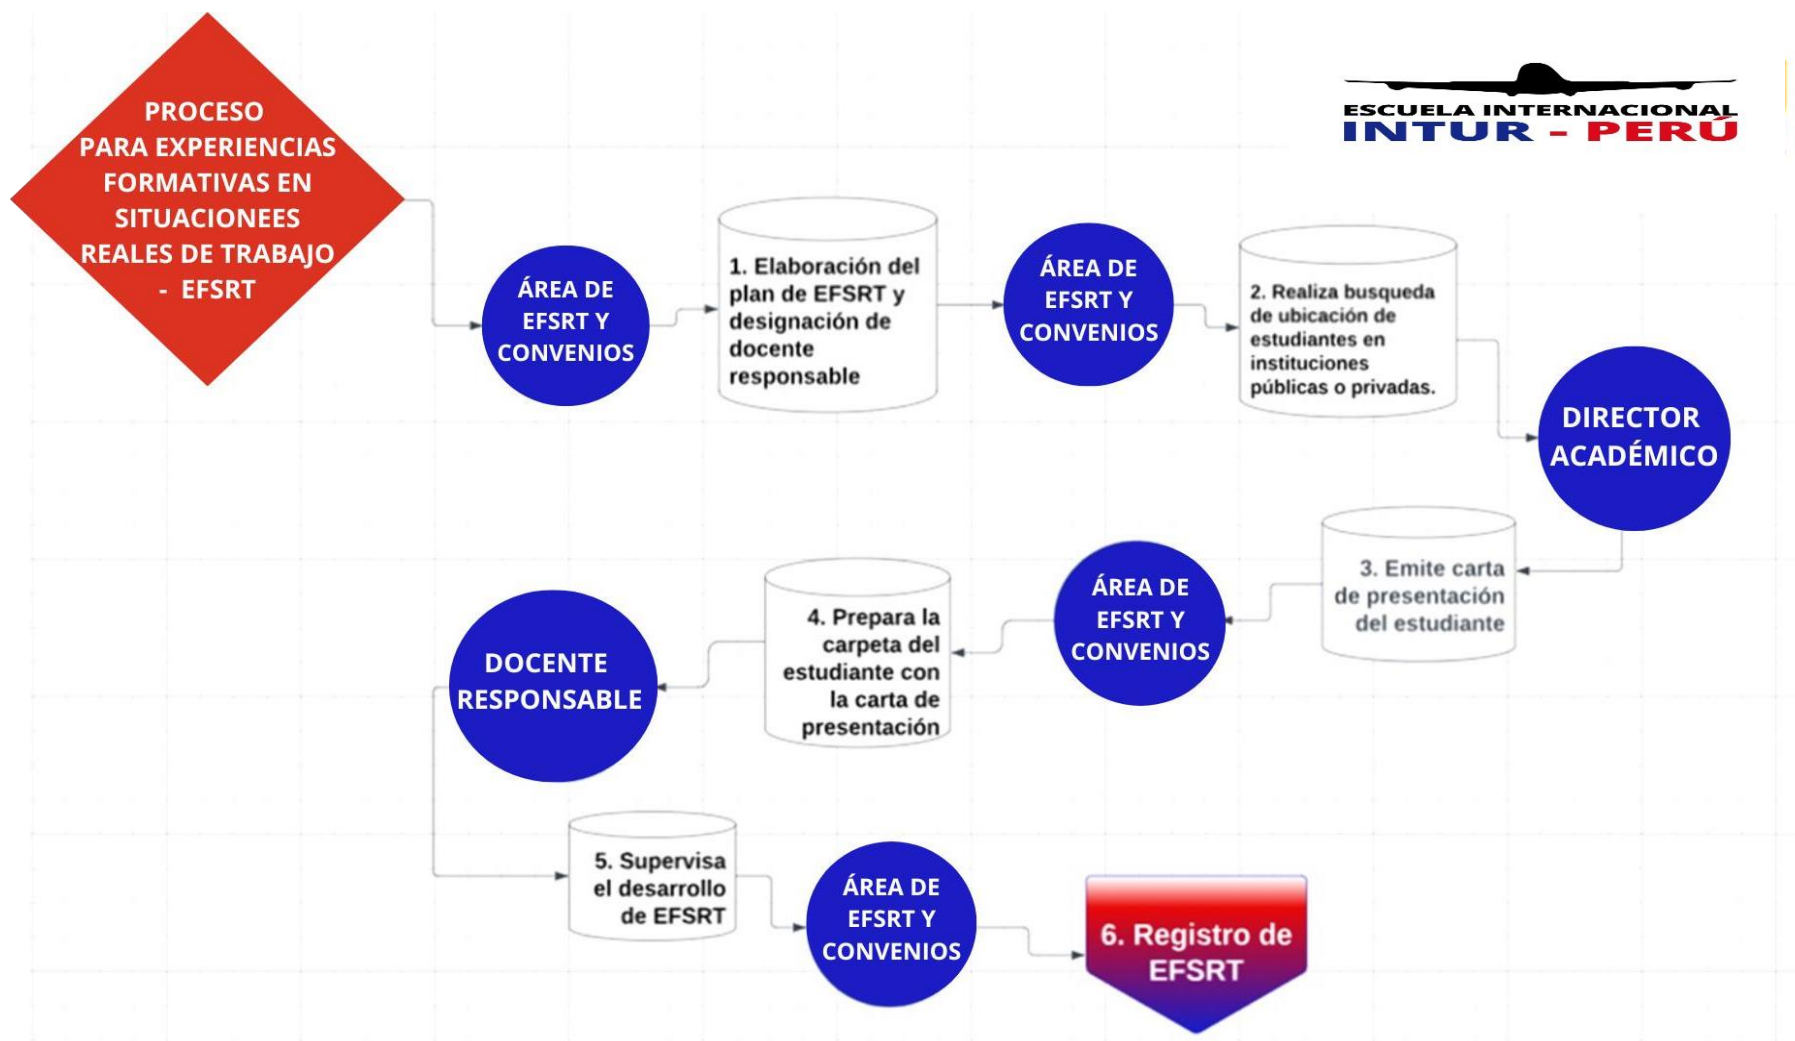 PROCESO
PARA EXPERIENCIAS
FORMATIVAS EN
SITUACIONEES
REALES DE TRABAJO
- EFSRT
ESCUELA INTERNACIONAL
INTUR - PERÚ
ÁREA DE
EFSRT Y
CONVENIOS
1. Elaboración del
plan de EFSRT y
designación de
docente
responsable
ÁREA DE
EFSRT Y
CONVENIOS
2. Realiza busqueda
de ubicación de
estudiantes en
instituciones
públicas o privadas.
DIRECTOR
ACADÉMICO
3. Emite carta
de presentación
del estudiante
ÁREA DE
EFSRT Y
CONVENIOS
4. Prepara la
carpeta del
estudiante con
la carta de
presentación
DOCENTE
RESPONSABLE
5. Supervisa
el desarrollo
de EFSRT
ÁREA DE
EFSRT Y
CONVENIOS
6. Registro de
EFSRT